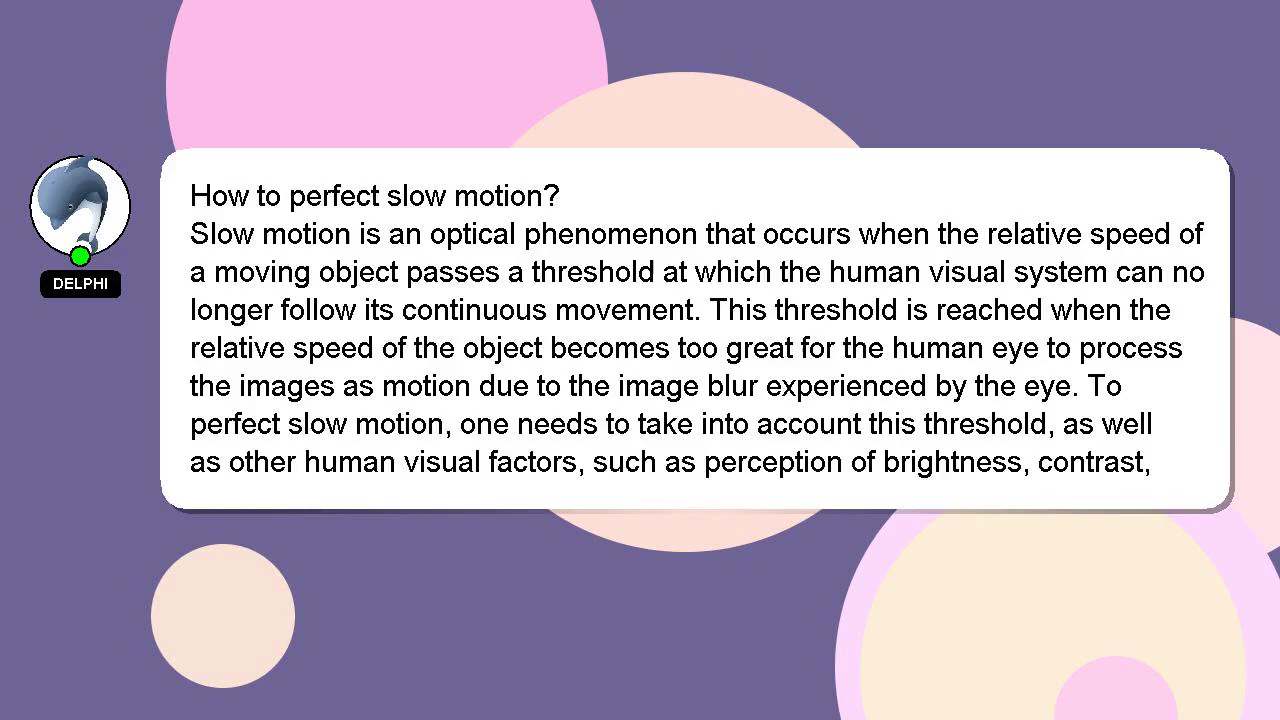 How to perfect slow motion?
Slow motion is an optical phenomenon that occurs when the relative speed of
a moving object passes a threshold at which the human visual system can no
longer follow its continuous movement. This threshold is reached when the
relative speed of the object becomes too great for the human eye to process
the images as motion due to the image blur experienced by the eye. To
perfect slow motion, one needs to take into account this threshold, as well
as other human visual factors, such as perception of brightness, contrast,
DELPHI